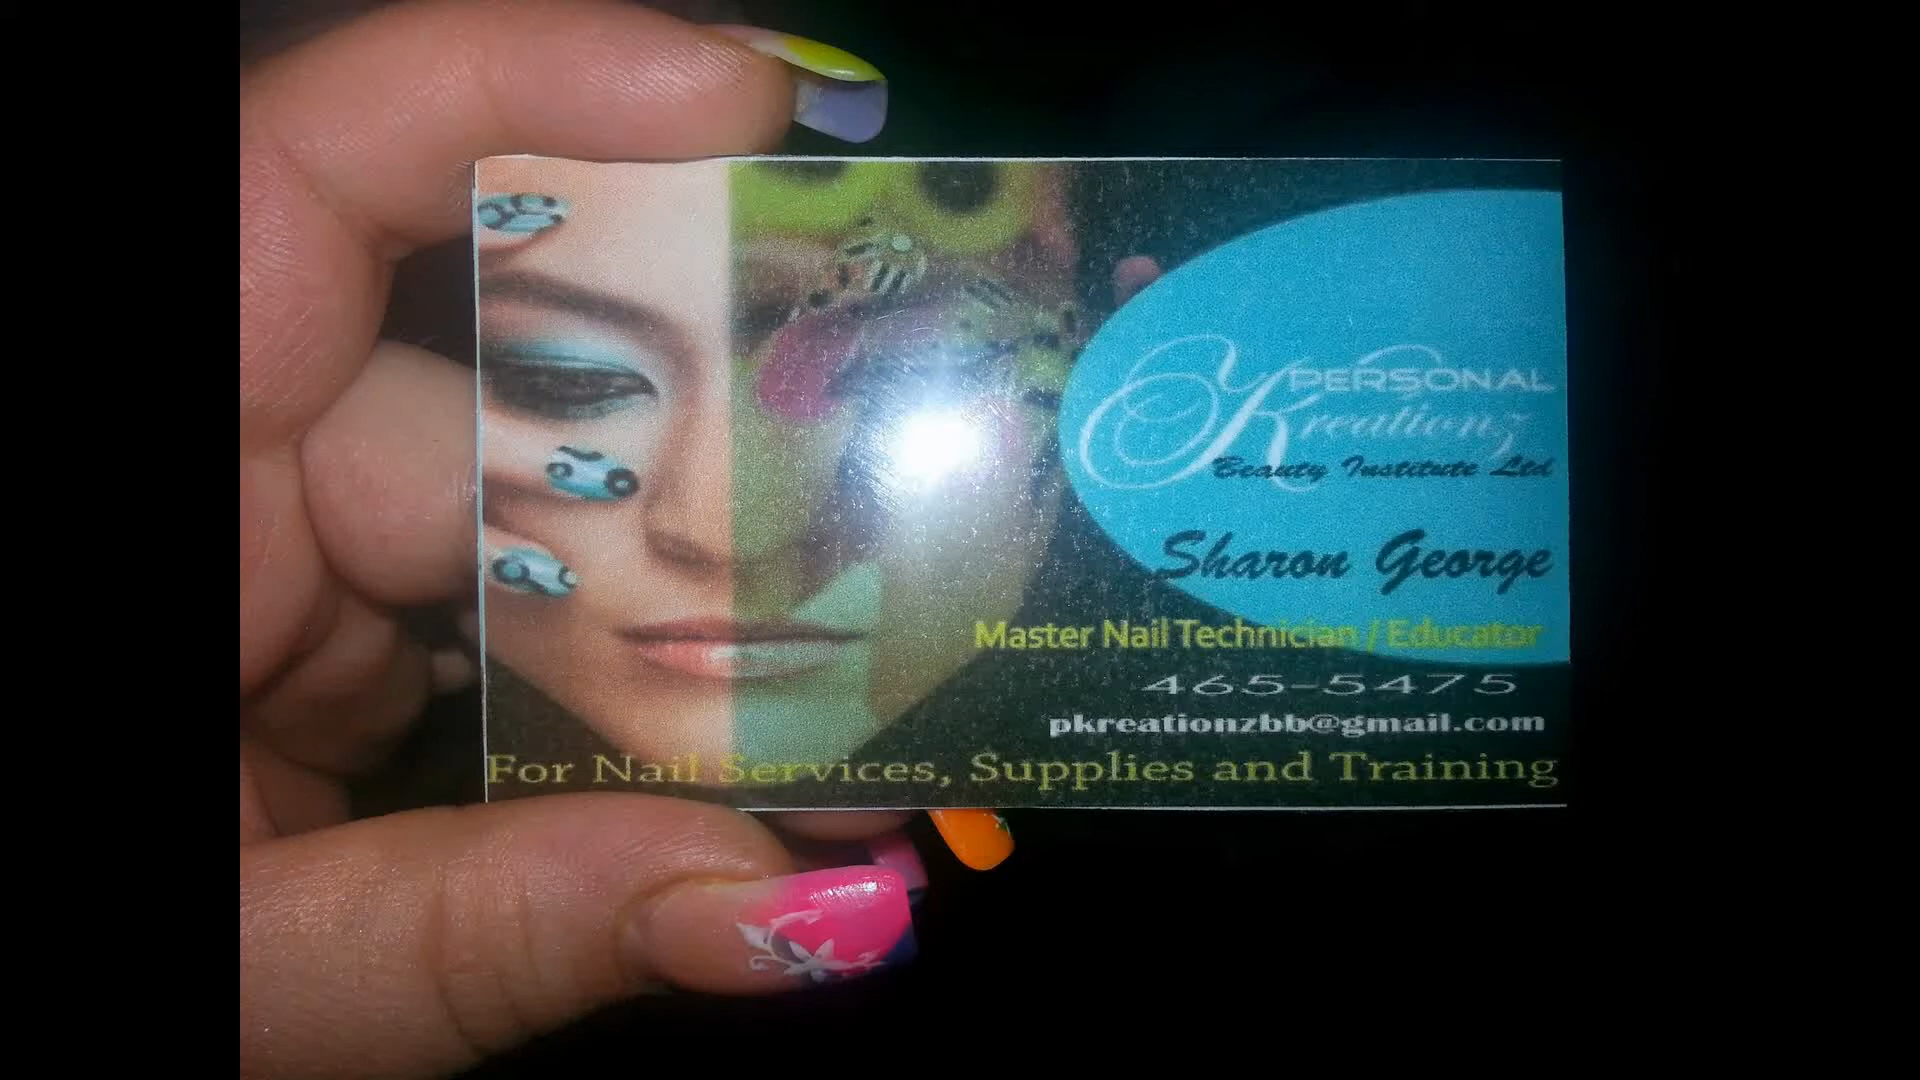 PERSONAL
Kreationz
Beauty Institute Ltd
Sharon George
Master Nail Technician / Educator
465-5475
pkreationzbb@gmail.com
For Nail Services, Supplies and Training